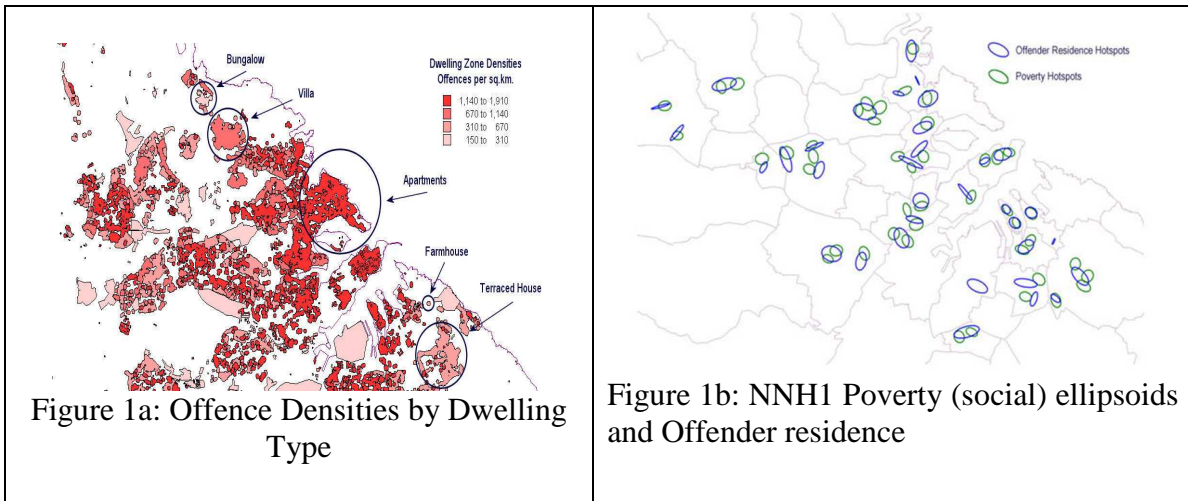 Bungalow
Villa
Dwelling Zone Densities
Offences per sq.km.
1,140 to 1,910
670 to 1,140
310 to 670
150 to 310
Apartments
Farmhouse
Terraced House
Figure 1a: Offence Densities by Dwelling
Type
Offender Residence Hotspots
Poverty Hotspots
Figure 1b: NNH1 Poverty (social) ellipsoids
and Offender residence